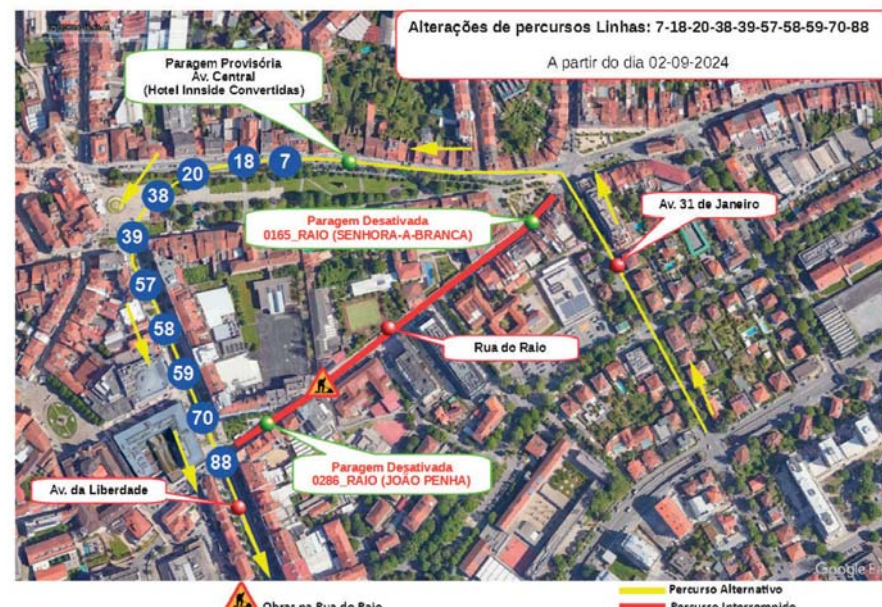 Alterações de percursos Linhas: 7-18-20-38-39-57-58-59-70-88
A partir do dia 02-09-2024
Paragem Provisória
Av. Central
(Hotel Innside Convertidas)
7
18
20
38
39
57
58
59
70
88
Paragem Desativada
0165_RAIO (SENHORA-A-BRANCA)
Av. 31 de Janeiro
Rua do Raio
Paragem Desativada
0286_RAIO (JOÃO PENHA)
Av. da Liberdade
Google
Obras na Rua do Raio
Percurso Alternativo
Percurso Interrompido